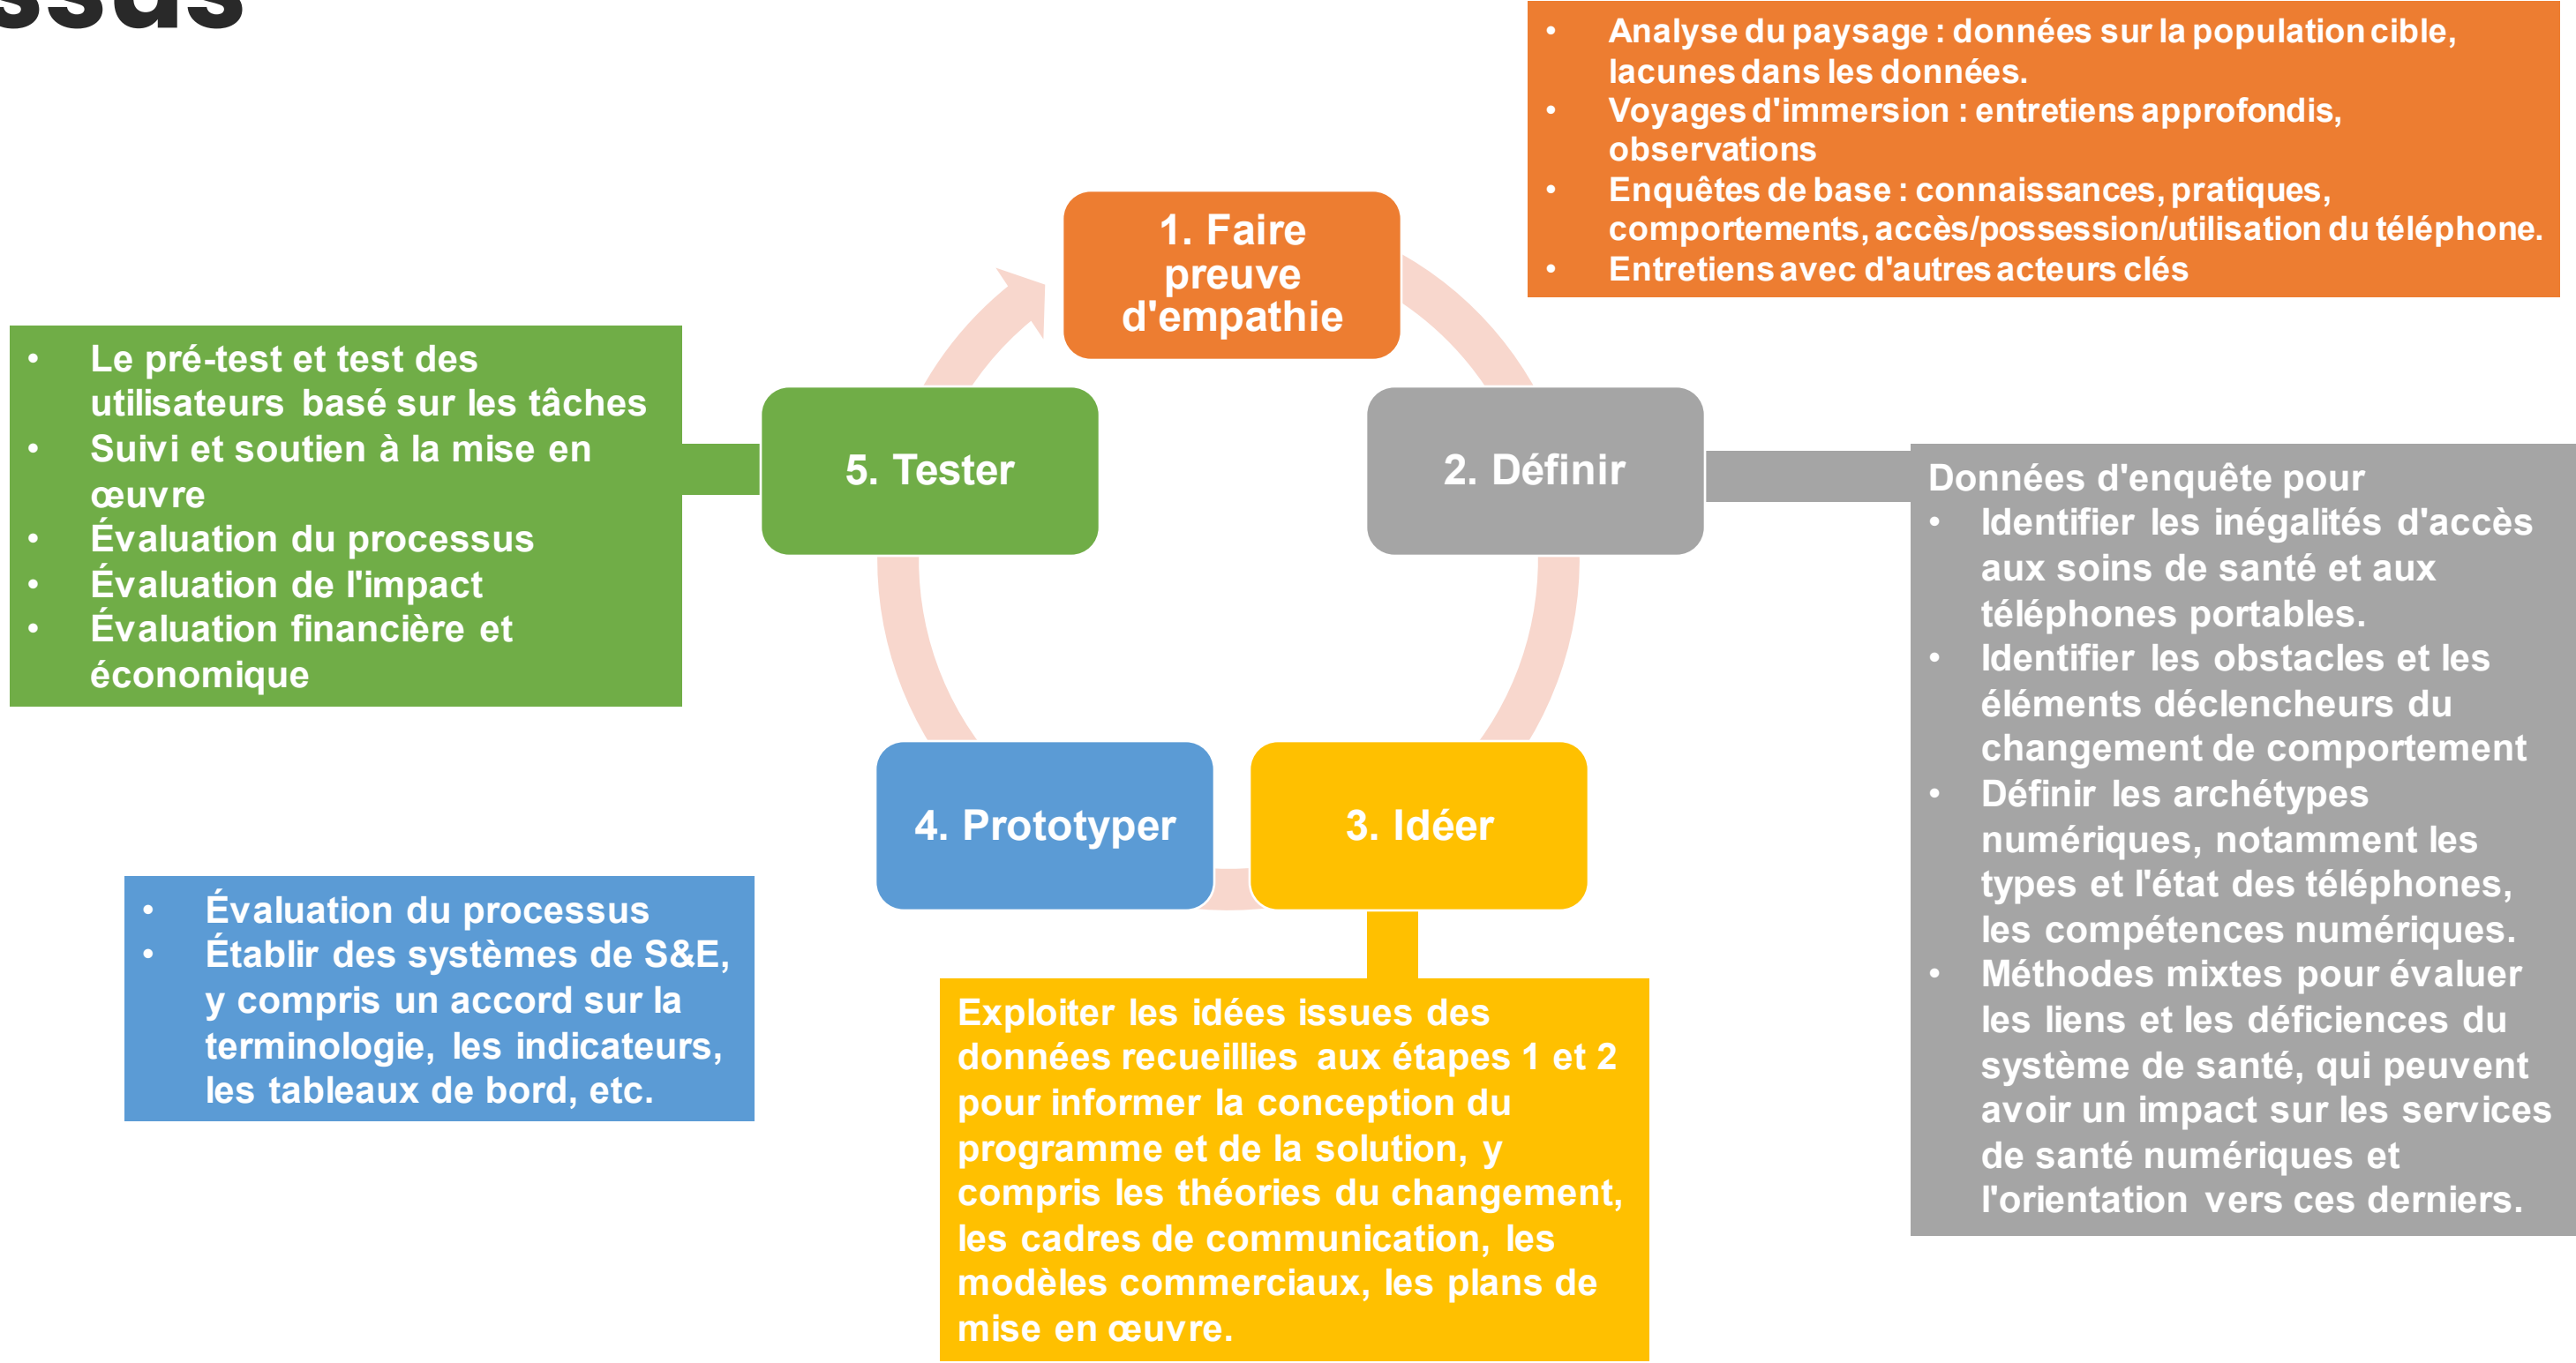 • Analyse du paysage : données sur la population cible,
lacunes dans les données.
• Voyages d'immersion : entretiens approfondis,
observations
• Enquêtes de base : connaissances, pratiques,
comportements, accès/possession/utilisation du téléphone.
• Entretiens avec d'autres acteurs clés
1. Faire
preuve
d'empathie
2. Définir
Données d'enquête pour
• Identifier les inégalités d'accès
aux soins de santé et aux
téléphones portables.
• Identifier les obstacles et les
éléments déclencheurs du
changement de comportement
• Définir les archétypes
numériques, notamment les
types et l'état des téléphones,
les compétences numériques.
• Méthodes mixtes pour évaluer
les liens et les déficiences du
système de santé, qui peuvent
avoir un impact sur les services
de santé numériques et
l'orientation vers ces derniers.
3. Idéer
Exploiter les idées issues des
données recueillies aux étapes 1 et 2
pour informer la conception du
programme et de la solution, y
compris les théories du changement,
les cadres de communication, les
modèles commerciaux, les plans de
mise en œuvre.
4. Prototyper
• Évaluation du processus
• Établir des systèmes de S&E,
y compris un accord sur la
terminologie, les indicateurs,
les tableaux de bord, etc.
5. Tester
• Le pré-test et test des
utilisateurs basé sur les tâches
• Suivi et soutien à la mise en
œuvre
• Évaluation du processus
• Évaluation de l'impact
• Évaluation financière et
économique